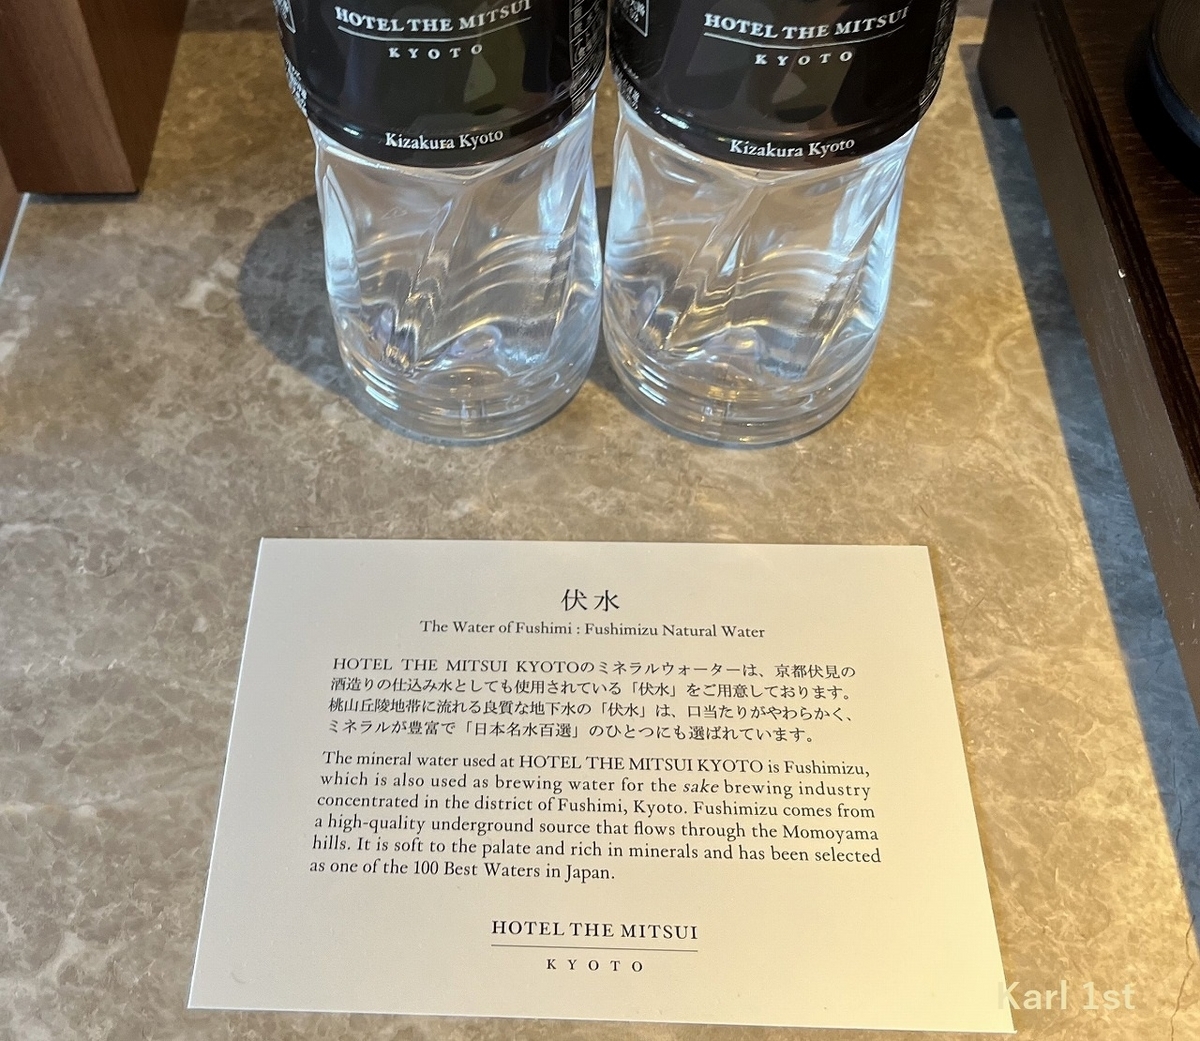 HOTEL THE MITSUI
KYOTO
Kizakura Kyoto
HOTEL THE MITSUI
KYOTO
Kizakura Kyoto
伏水
The Water of Fushimi : Fushimizu Natural Water
HOTEL THE MITSUI KYOTOのミネラルウォーターは、京都伏見の
酒造りの仕込み水としても使用されている「伏水」をご用意しております。
桃山丘陵地帯に流れる良質な地下水の「伏水」は、口当たりがやわらかく、
ミネラルが豊富で「日本名水百選」のひとつにも選ばれています。
The mineral water used at HOTEL THE MITSUI KYOTO is Fushimizu,
which is also used as brewing water for the sake brewing industry
concentrated in the district of Fushimi, Kyoto. Fushimizu comes from
a high-quality underground source that flows through the Momoyama
hills. It is soft to the palate and rich in minerals and has been selected
as one of the 100 Best Waters in Japan.
HOTEL THE MITSUI
KYOTO
Karl 1st